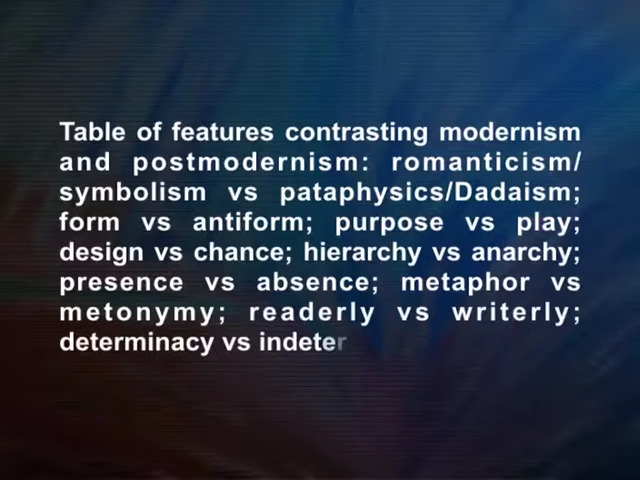 Table of features contrasting modernism
and postmodernism: romanticism/
symbolism vs pataphysics/Dadaism;
form vs antiform; purpose vs play;
design vs chance; hierarchy vs anarchy;
presence vs absence; metaphor vs
metonymy; readerly vs writerly;
determinacy vs indeter